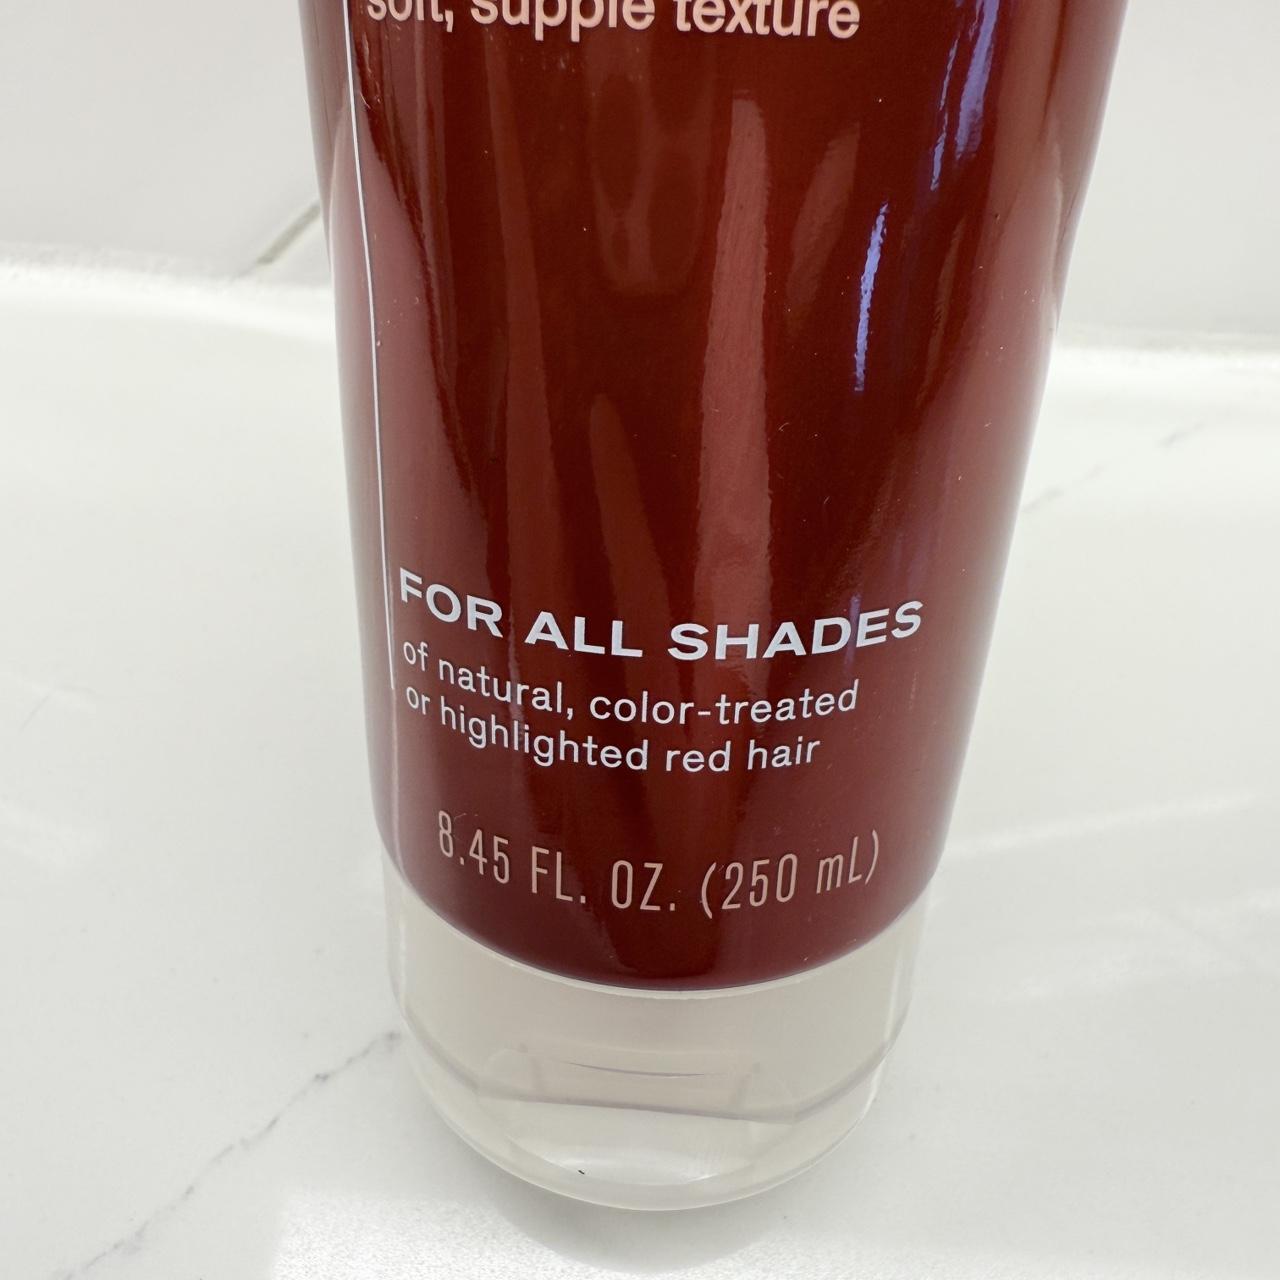 soft, supple texture
FOR ALL SHADES
of natural, color-treated
or highlighted red hair
8.45 FL. OZ. (250 mL)